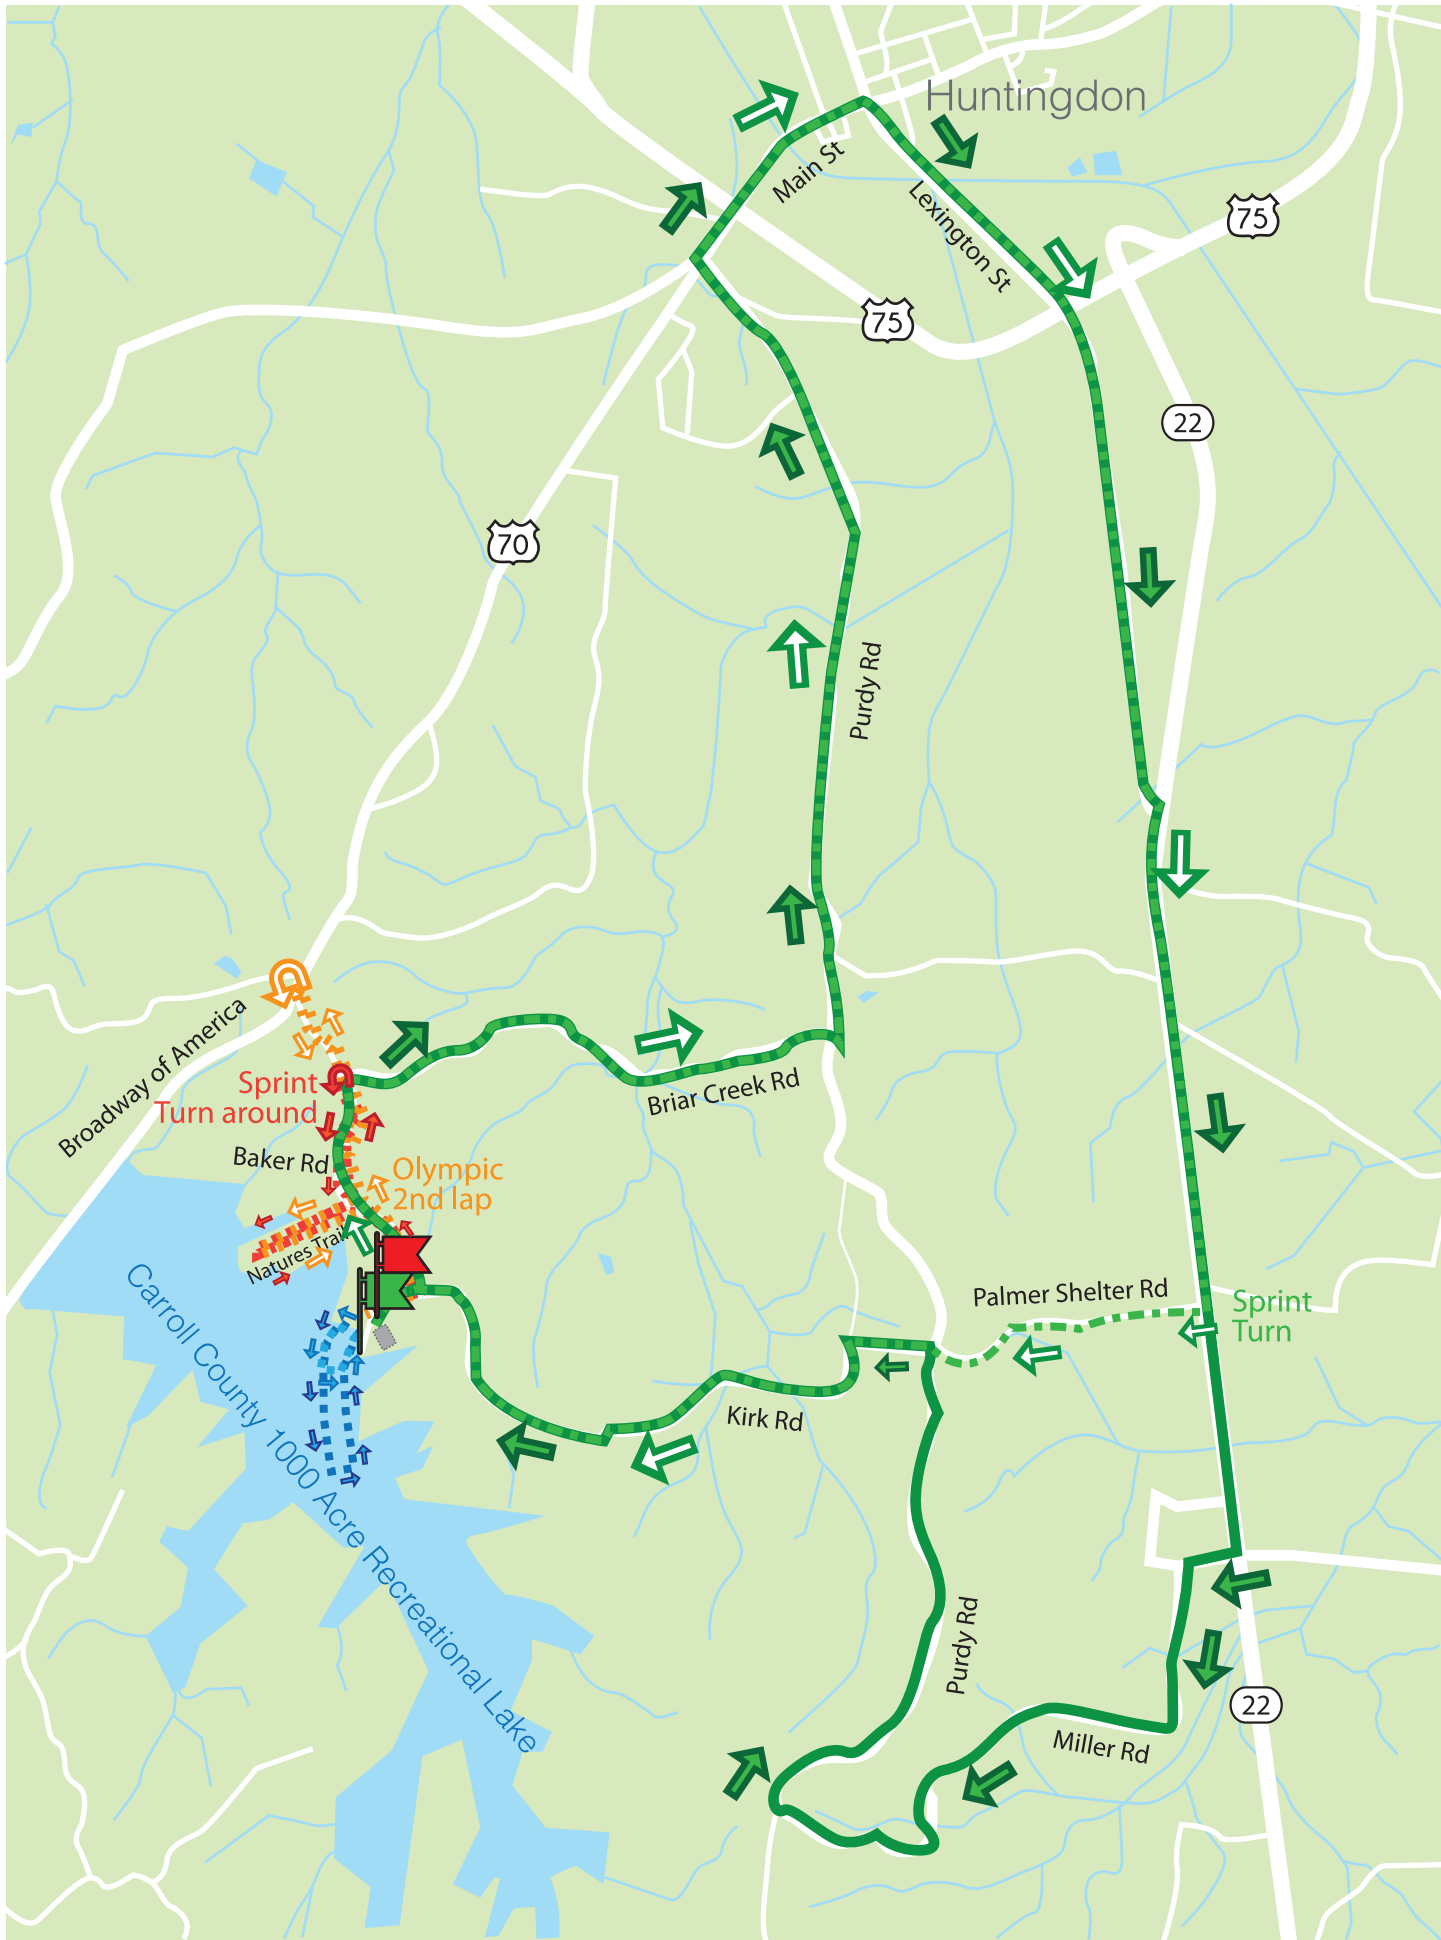 Huntingdon
Main St
Lexington St
75
75
22
70
Purdy Rd
Broadway of America
Sprint
Turn around
Briar Creek Rd
Baker Rd
Olympic
2nd lap
Natures Trail
Carroll County 1000 Acre Recreational Lake
Palmer Shelter Rd
Sprint
Turn
Kirk Rd
Purdy Rd
Miller Rd
22